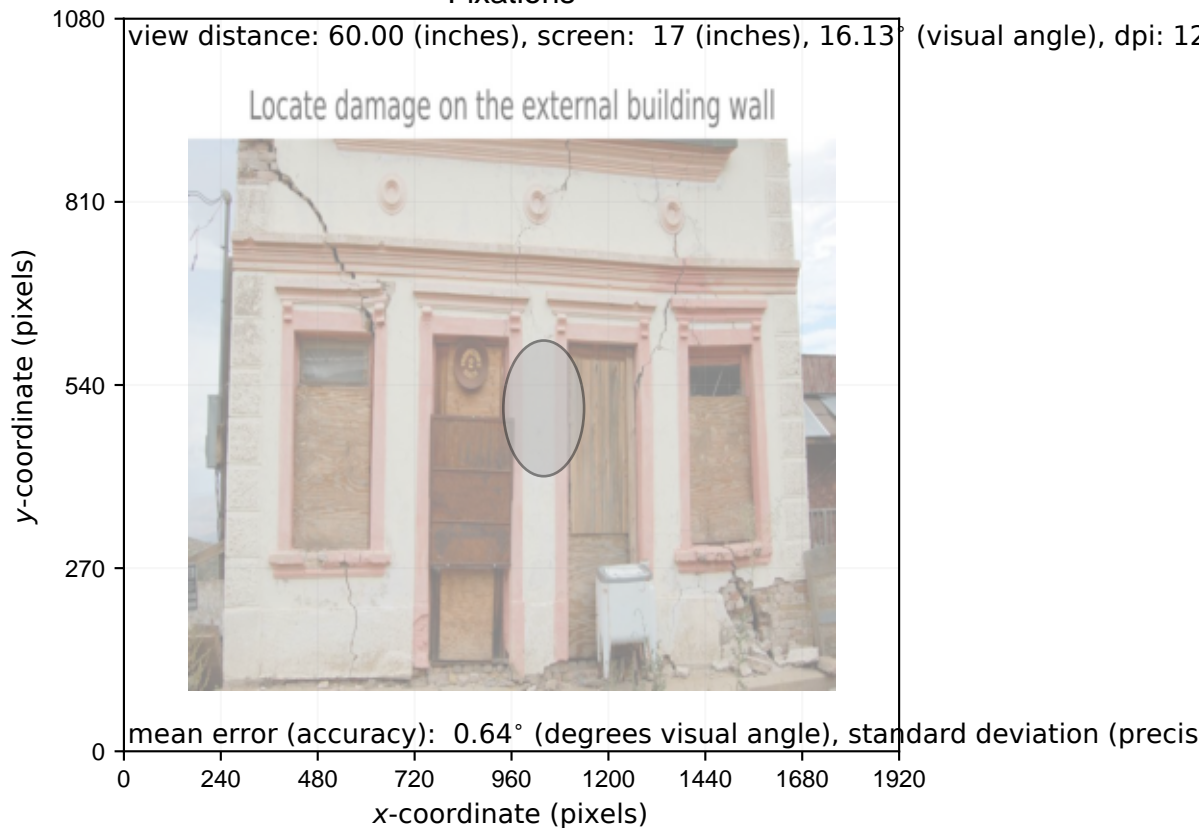 Fixations
1080
view distance: 60.00 (inches), screen: 17 (inches), 16.13° (visual angle), dpi: 12
Locate damage on the external building wall
810
540
270
0
y-coordinate (pixels)
mean error (accuracy): 0.64° (degrees visual angle), standard deviation (precis
0 240 480 720 960 1200 1440 1680 1920
x-coordinate (pixels)